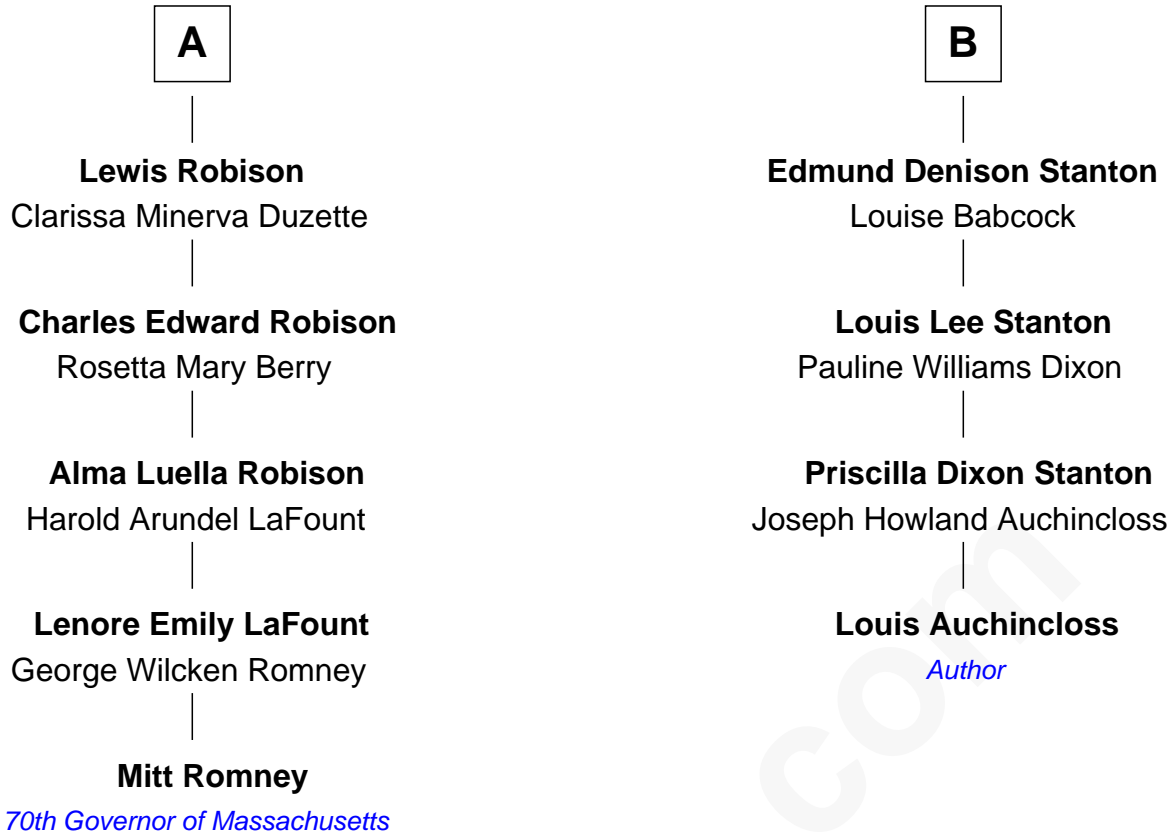 A
Lewis Robison
Clarissa Minerva Duzette
Charles Edward Robison
Rosetta Mary Berry
Alma Luella Robison
Harold Arundel LaFount
Lenore Emily LaFount
George Wilcken Romney
Mitt Romney
70th Governor of Massachusetts
B
Edmund Denison Stanton
Louise Babcock
Louis Lee Stanton
Pauline Williams Dixon
Priscilla Dixon Stanton
Joseph Howland Auchincloss
Louis Auchincloss
Author
com